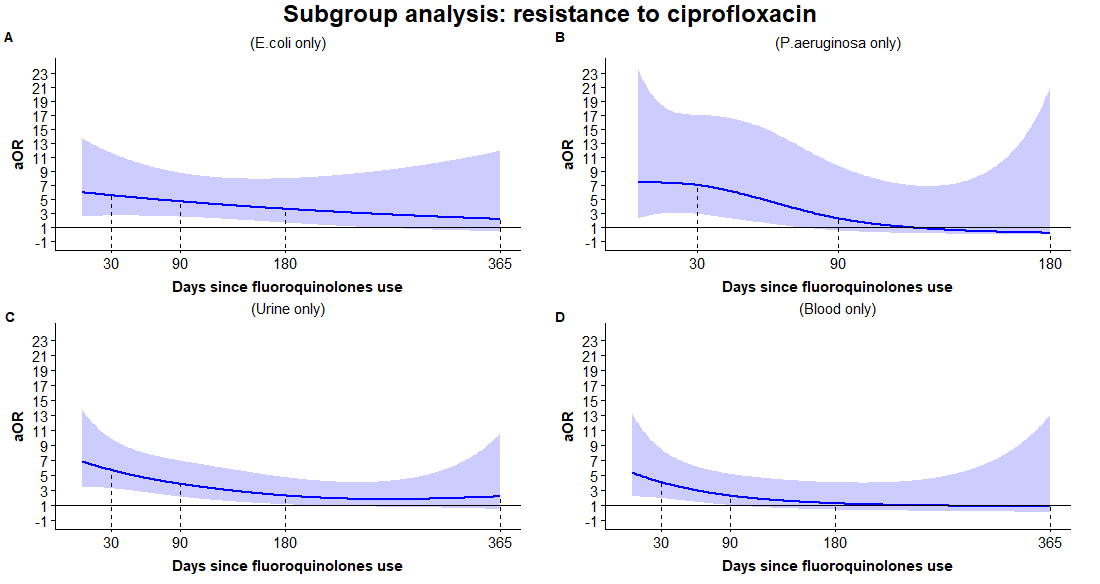 Subgroup analysis: resistance to ciprofloxacin
A
(E.coli only)
23
21
19
17
15
13
11
9
7
5
3
1
-1
aOR
30 90 180 365
Days since fluoroquinolones use
B
(P.aeruginosa only)
23
21
19
17
15
13
11
9
7
5
3
1
-1
aOR
30 90 180
Days since fluoroquinolones use
C
(Urine only)
23
21
19
17
15
13
11
9
7
5
3
1
-1
aOR
30 90 180 365
Days since fluoroquinolones use
D
(Blood only)
23
21
19
17
15
13
11
9
7
5
3
1
-1
aOR
30 90 180 365
Days since fluoroquinolones use